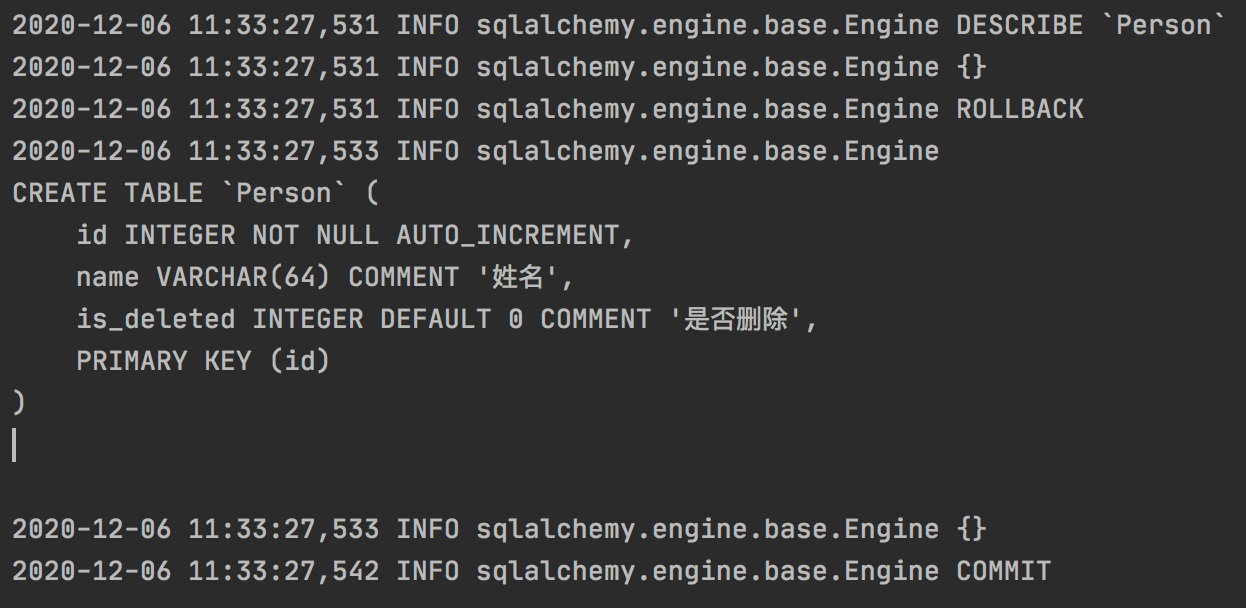 2020-12-06 11:33:27,531 INFO sqlalchemy.engine.base.Engine DESCRIBE `Person`
2020-12-06 11:33:27,531 INFO sqlalchemy.engine.base.Engine {}
2020-12-06 11:33:27,531 INFO sqlalchemy.engine.base.Engine ROLLBACK
2020-12-06 11:33:27,533 INFO sqlalchemy.engine.base.Engine
CREATE TABLE `Person` (
    id INTEGER NOT NULL AUTO_INCREMENT,
    name VARCHAR(64) COMMENT '姓名',
    is_deleted INTEGER DEFAULT 0 COMMENT '是否删除',
    PRIMARY KEY (id)
)
2020-12-06 11:33:27,533 INFO sqlalchemy.engine.base.Engine {}
2020-12-06 11:33:27,542 INFO sqlalchemy.engine.base.Engine COMMIT